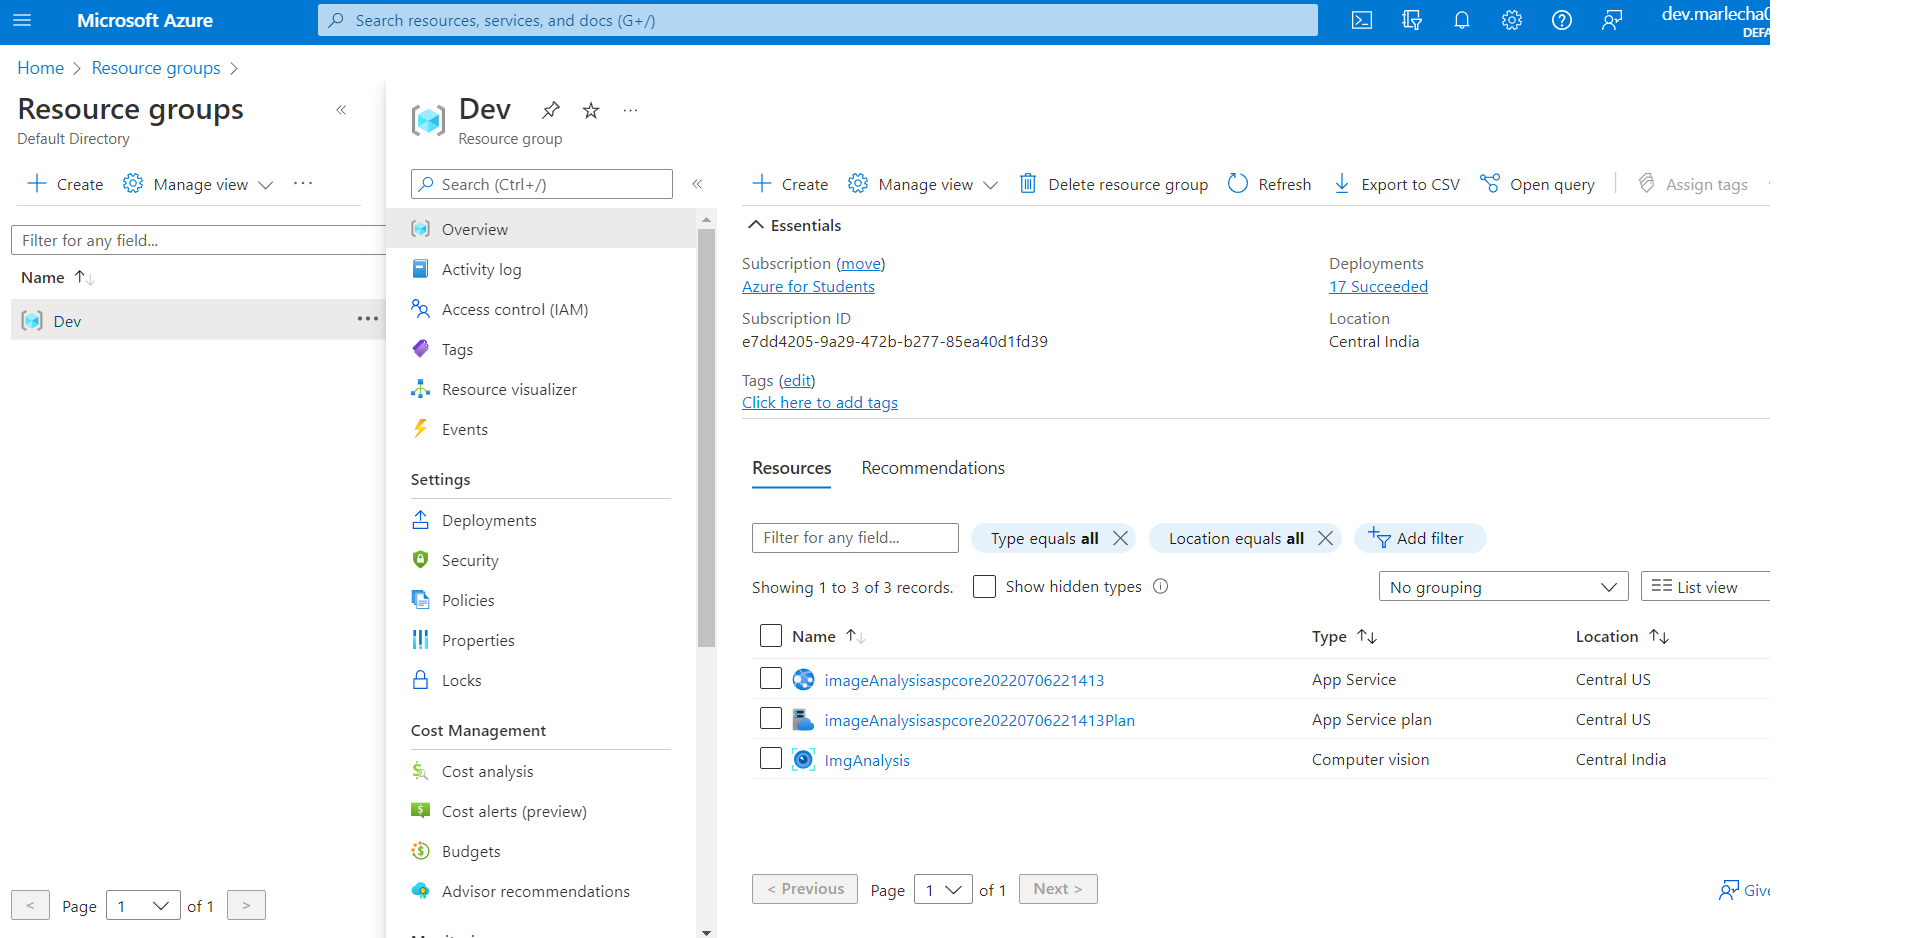 Microsoft Azure
Search resources, services, and docs (G+/)
dev.marlecha0
DEFA
Home > Resource groups >
Resource groups
Default Directory
Create
Manage view
Filter for any field...
Name
Dev
< Page 1 of 1 >
Dev
Resource group
Search (Ctrl+/)
Overview
Activity log
Access control (IAM)
Tags
Resource visualizer
Events
Settings
Deployments
Security
Policies
Properties
Locks
Cost Management
Cost analysis
Cost alerts (preview)
Budgets
Advisor recommendations
Create Manage view Delete resource group Refresh Export to CSV Open query Assign tags
Essentials
Subscription (move)
Azure for Students
Subscription ID
e7dd4205-9a29-472b-b277-85ea40d1fd39
Tags (edit)
Click here to add tags
Deployments
17 Succeeded
Location
Central India
Resources Recommendations
Filter for any field... Type equals all Location equals all Add filter
Showing 1 to 3 of 3 records. Show hidden types No grouping List view
Name Type Location
imageAnalysisaspcore20220706221413 App Service Central US
imageAnalysisaspcore20220706221413Plan App Service plan Central US
ImgAnalysis Computer vision Central India
< Previous Page 1 of 1 Next >
Give